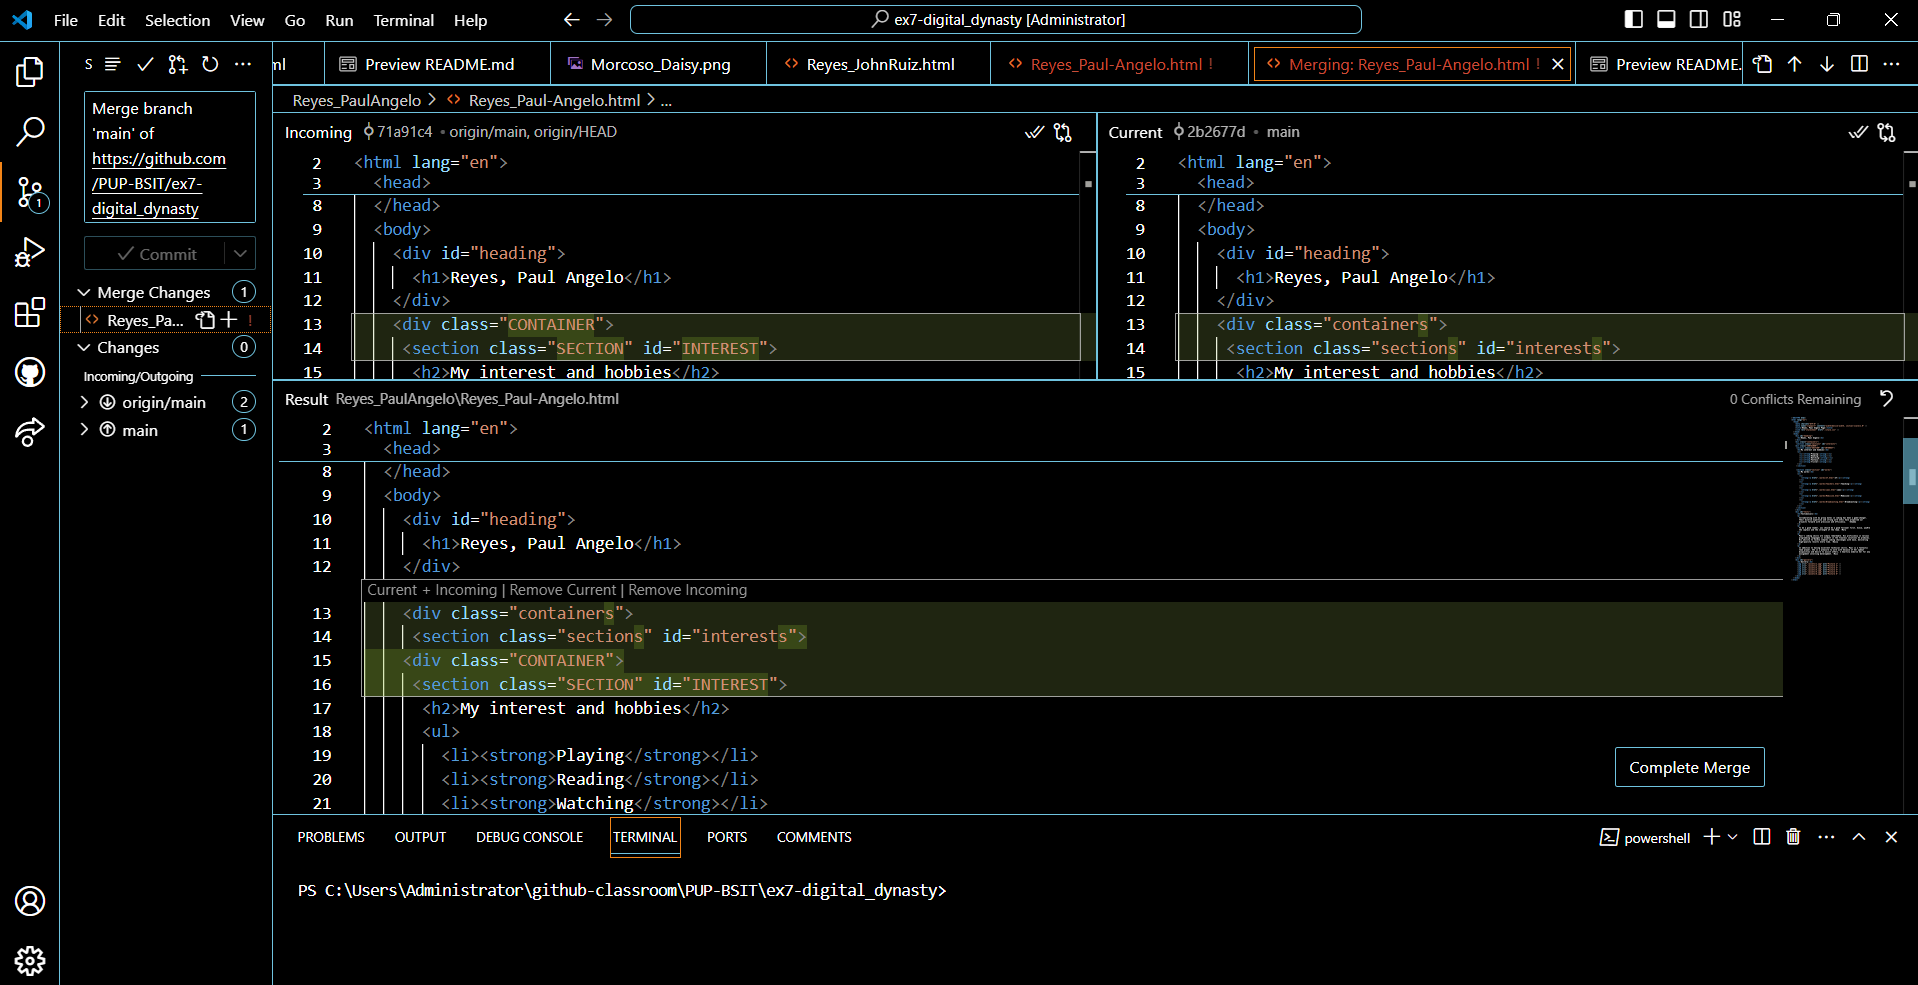 File Edit Selection View Go Run Terminal Help
ex7-digital_dynasty [Administrator]
S
ml
Preview README.md
Morcoso_Daisy.png
Reyes_JohnRuiz.html
Reyes_Paul-Angelo.html !
Merging: Reyes_Paul-Angelo.html !
Preview README.
Merge branch
'main' of
https://github.com
/PUP-BSIT/ex7-
digital_dynasty
Commit
Merge Changes 1
Reyes_Pa... !
Changes 0
Incoming/Outgoing
origin/main 2
main 1
1
Reyes_PaulAngelo > Reyes_Paul-Angelo.html > ...
Incoming 71a91c4 • origin/main, origin/HEAD
2 <html lang="en">
3 <head>
8 </head>
9 <body>
10 <div id="heading">
11 <h1>Reyes, Paul Angelo</h1>
12 </div>
13 <div class="CONTAINER">
14 <section class="SECTION" id="INTEREST">
15 <h2>My interest and hobbies</h2>
Current 2b2677d • main
2 <html lang="en">
3 <head>
8 </head>
9 <body>
10 <div id="heading">
11 <h1>Reyes, Paul Angelo</h1>
12 </div>
13 <div class="containers">
14 <section class="sections" id="interests">
15 <h2>My interest and hobbies</h2>
Result Reyes_PaulAngelo\Reyes_Paul-Angelo.html
0 Conflicts Remaining
2 <html lang="en">
3 <head>
8 </head>
9 <body>
10 <div id="heading">
11 <h1>Reyes, Paul Angelo</h1>
12 </div>
Current + Incoming | Remove Current | Remove Incoming
13 <div class="containers">
14 <section class="sections" id="interests">
15 <div class="CONTAINER">
16 <section class="SECTION" id="INTEREST">
17 <h2>My interest and hobbies</h2>
18 <ul>
19 <li><strong>Playing</strong></li>
20 <li><strong>Reading</strong></li>
21 <li><strong>Watching</strong></li>
Complete Merge
PROBLEMS OUTPUT DEBUG CONSOLE TERMINAL PORTS COMMENTS
powershell
PS C:\Users\Administrator\github-classroom\PUP-BSIT\ex7-digital_dynasty>